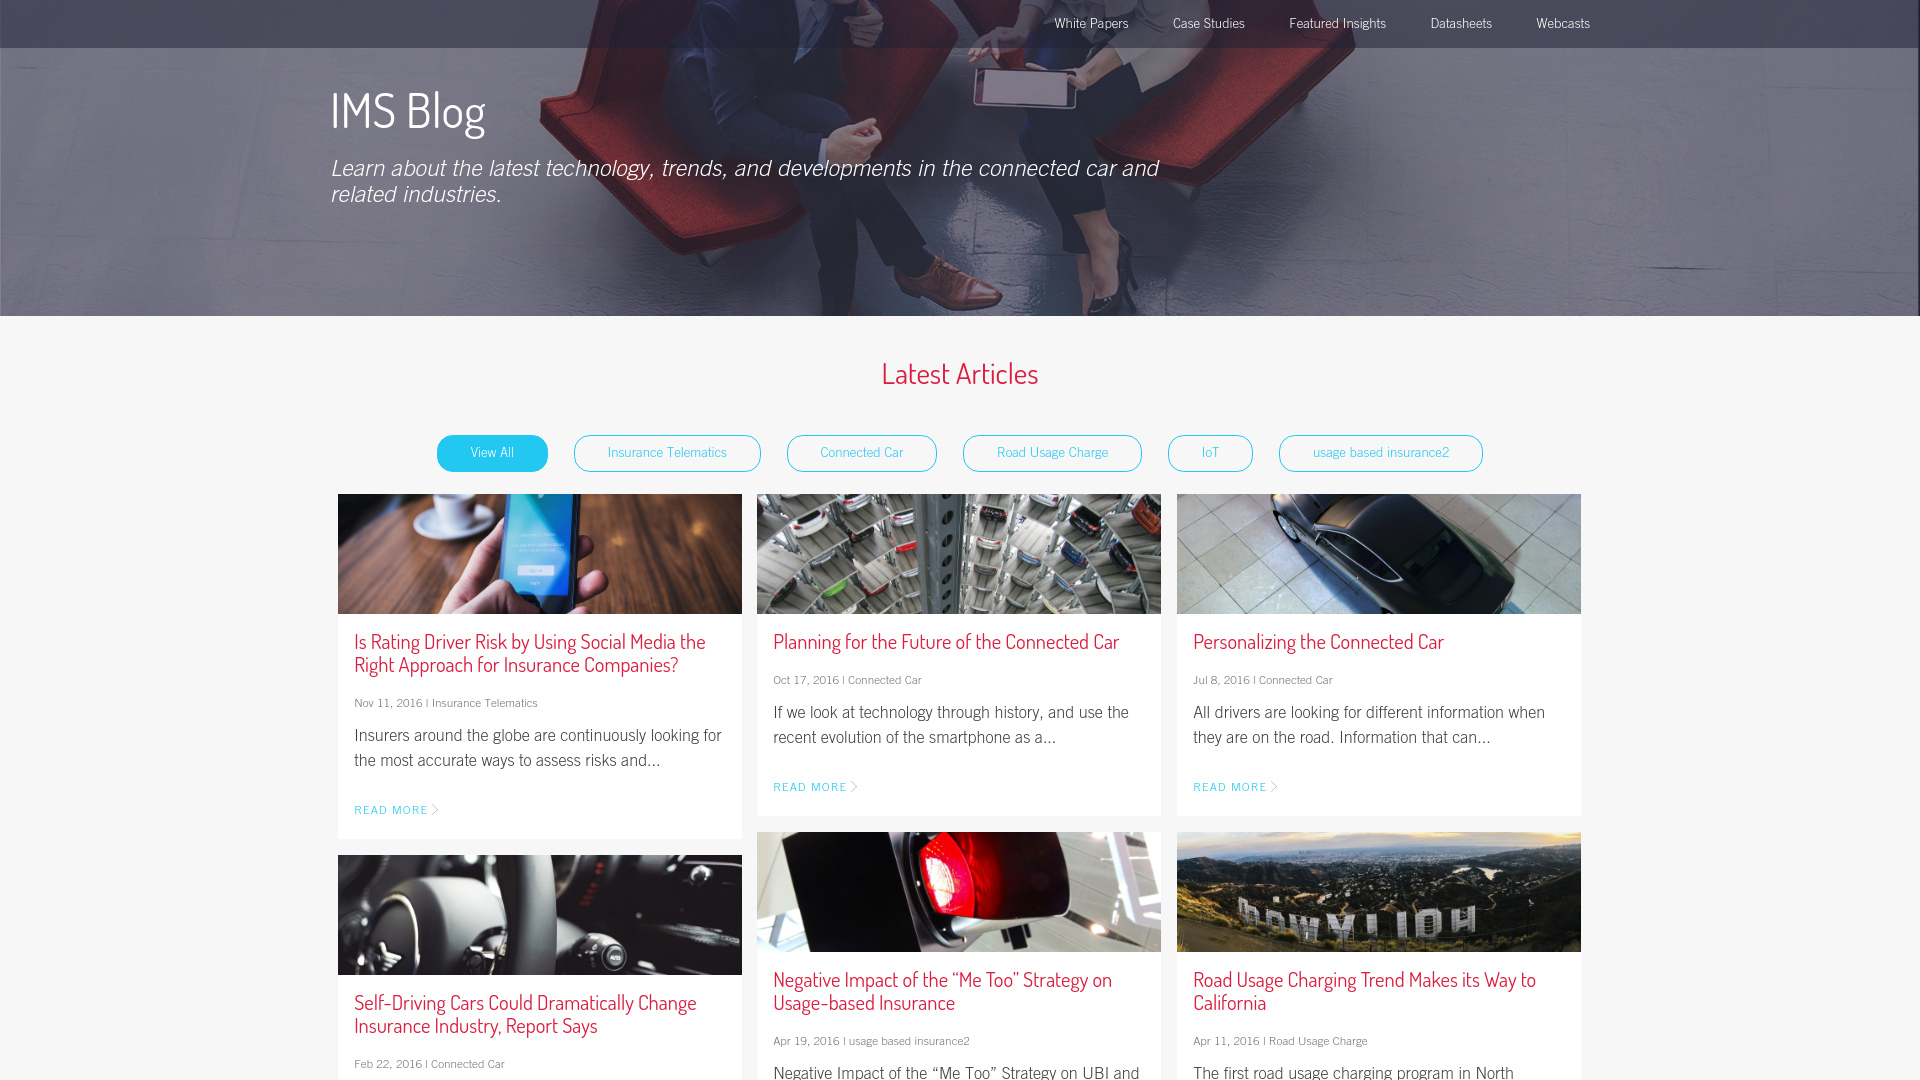 White Papers
Case Studies
Featured Insights
Datasheets
Webcasts
IMS Blog
Learn about the latest technology, trends, and developments in the connected car and
related industries.
Latest Articles
View All
Insurance Telematics
Connected Car
Road Usage Charge
IoT
usage based insurance2
Is Rating Driver Risk by Using Social Media the
Right Approach for Insurance Companies?
Nov 11, 2016 | Insurance Telematics
Insurers around the globe are continuously looking for
the most accurate ways to assess risks and...
READ MORE
Planning for the Future of the Connected Car
Oct 17, 2016 | Connected Car
If we look at technology through history, and use the
recent evolution of the smartphone as a...
READ MORE
Personalizing the Connected Car
Jul 8, 2016 | Connected Car
All drivers are looking for different information when
they are on the road. Information that can...
READ MORE
Self-Driving Cars Could Dramatically Change
Insurance Industry, Report Says
Feb 22, 2016 | Connected Car
AUTO
Negative Impact of the “Me Too” Strategy on
Usage-based Insurance
Apr 19, 2016 | usage based insurance2
Negative Impact of the “Me Too” Strategy on UBI and
Road Usage Charging Trend Makes its Way to
California
Apr 11, 2016 | Road Usage Charge
The first road usage charging program in North